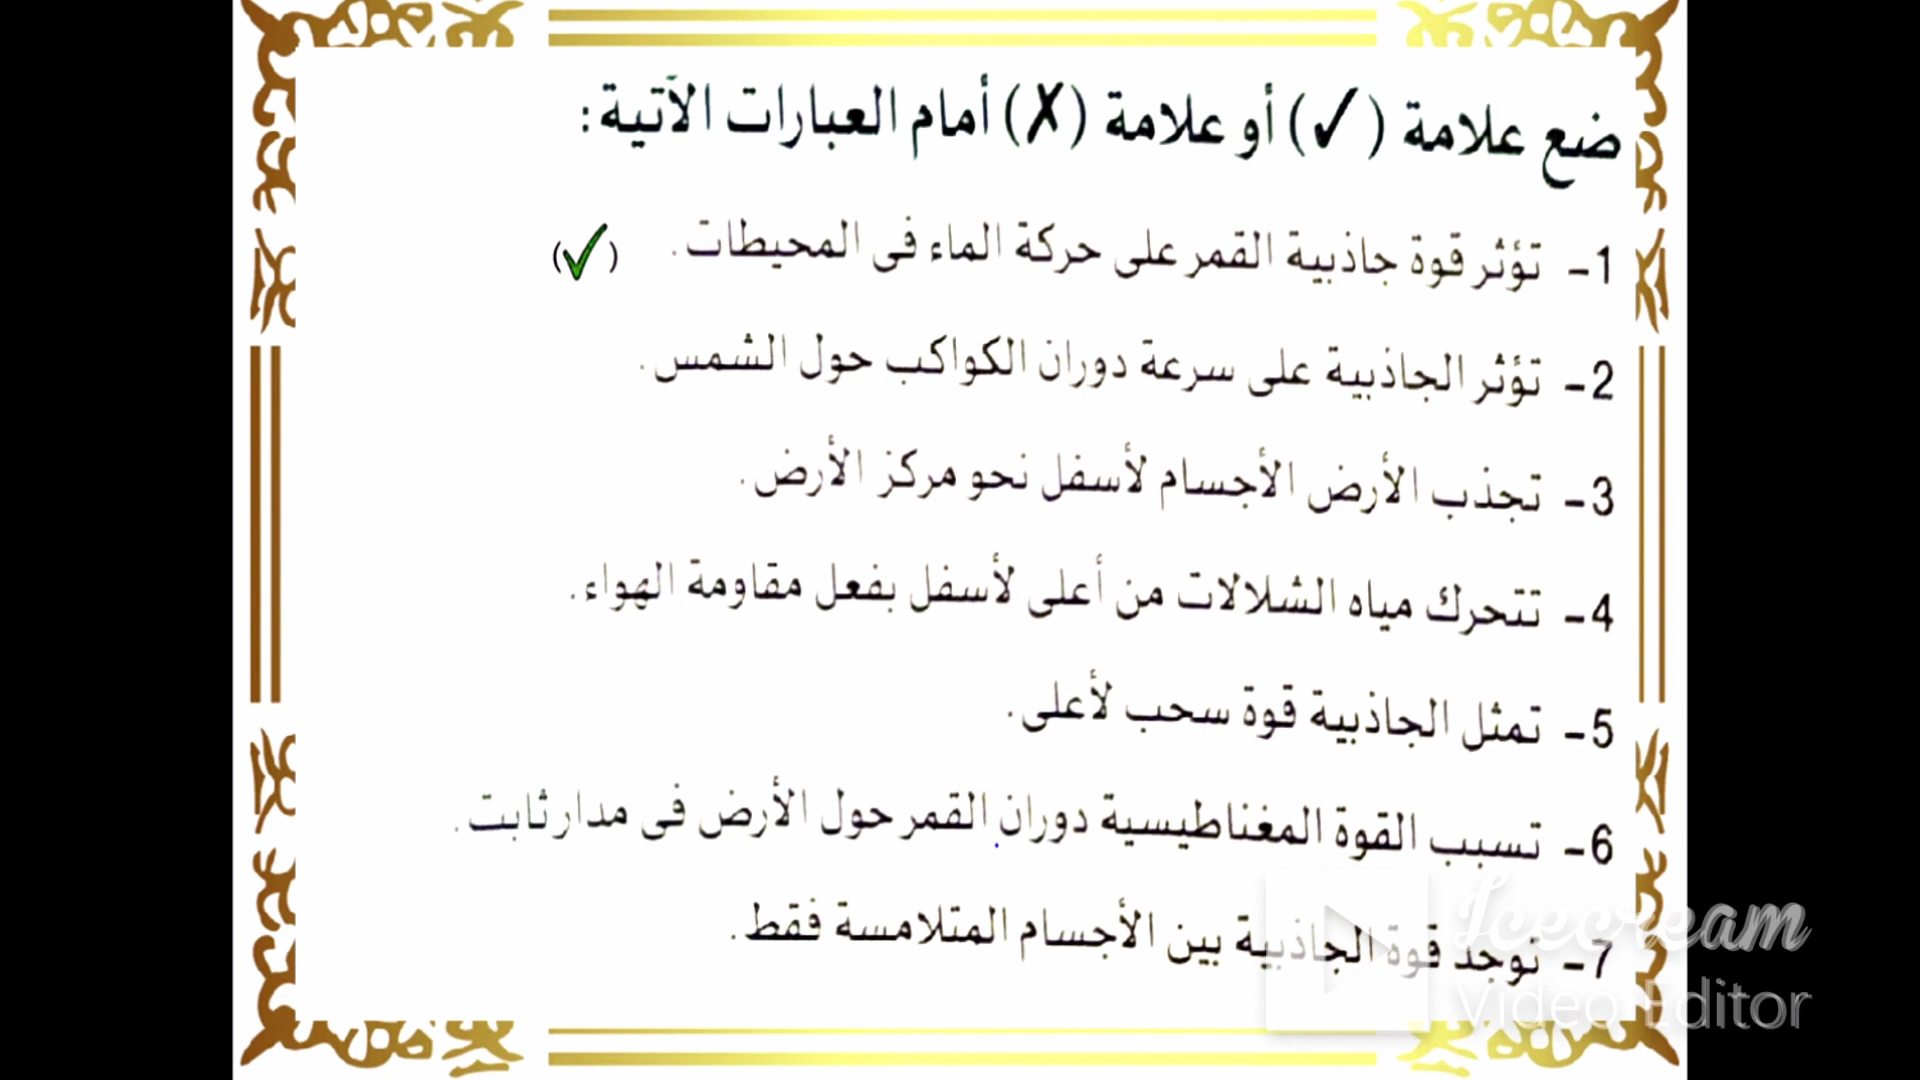 ضع علامة (✓) أو علامة (✗) أمام العبارات الآتية:
1- تؤثر قوة جاذبية القمر على حركة الماء فى المحيطات. (✓)
2- تؤثر الجاذبية على سرعة دوران الكواكب حول الشمس.
3- تجذب الأرض الأجسام لأسفل نحو مركز الأرض.
4- تتحرك مياه الشلالات من أعلى لأسفل بفعل مقاومة الهواء.
5- تمثل الجاذبية قوة سحب لأعلى.
6- تسبب القوة المغناطيسية دوران القمر حول الأرض فى مدار ثابت.
7- توجد قوة الجاذبية بين الأجسام المتلامسة فقط.
Icecream
Video Editor